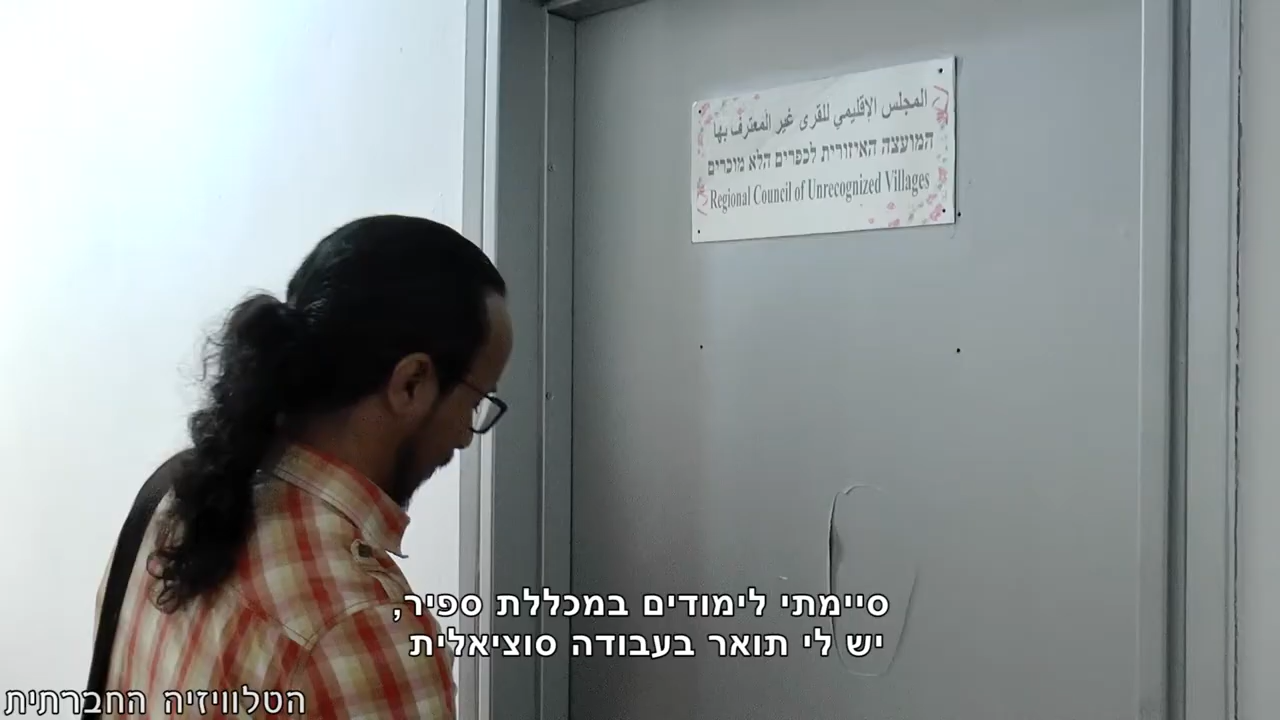 المجلس الإقليمي للقرى غير المعترف بها
המועצה האיזורית לכפרים הלא מוכרים
Regional Council of Unrecognized Villages
סיימתי לימודים במכללת ספיר,
יש לי תואר בעבודה סוציאלית
הטלוויזיה החברתית